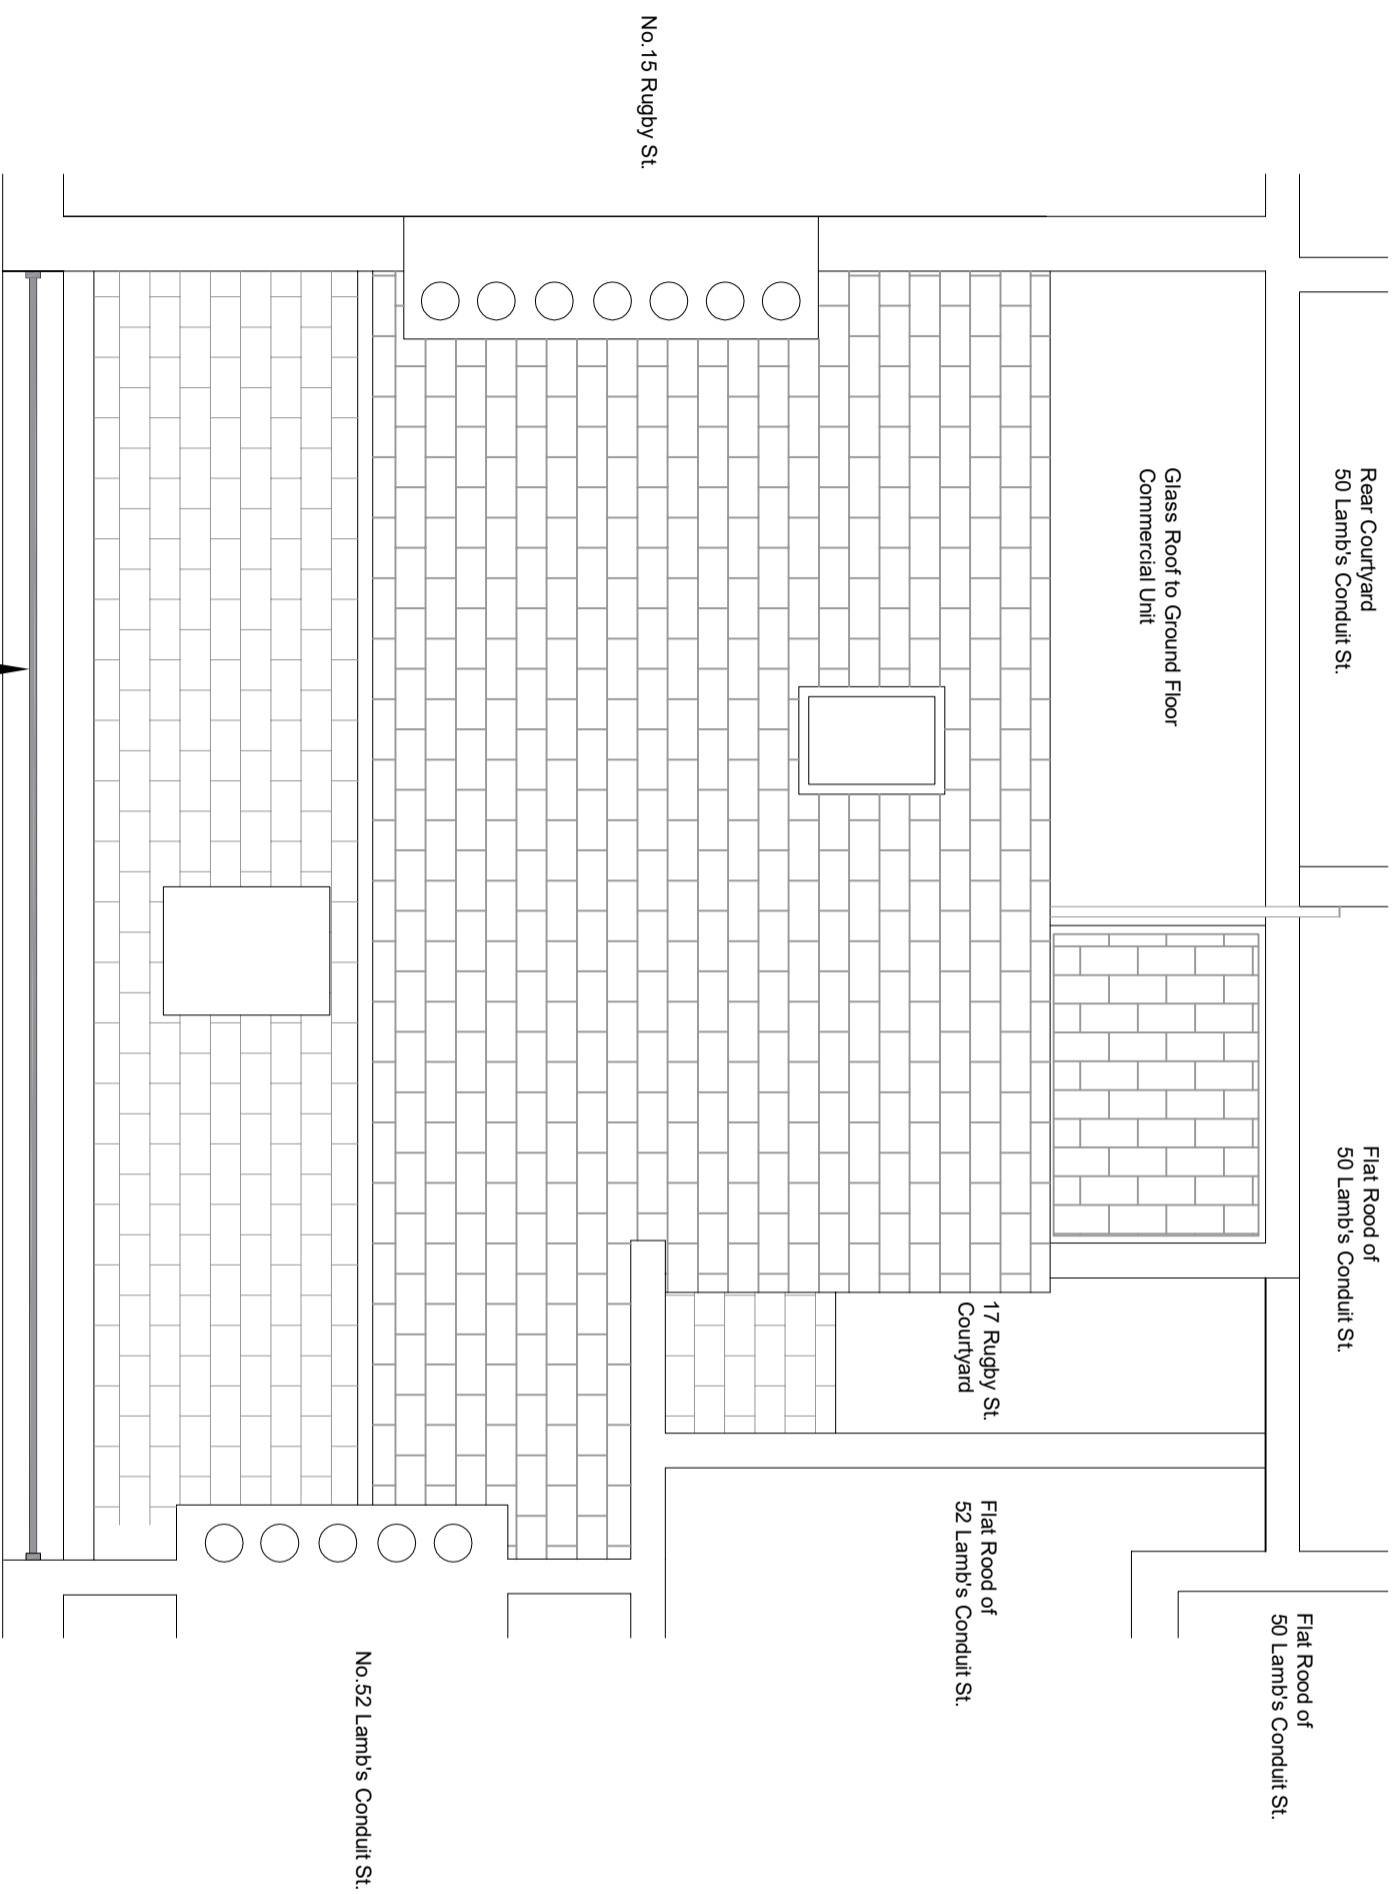 No.15 Rugby St.
Rear Courtyard
50 Lamb's Conduit St.
Glass Roof to Ground Floor
Commercial Unit
Flat Rood of
50 Lamb's Conduit St.
17 Rugby St.
Courtyard
Flat Rood of
52 Lamb's Conduit St.
Flat Rood of
50 Lamb's Conduit St.
No.52 Lamb's Conduit St.